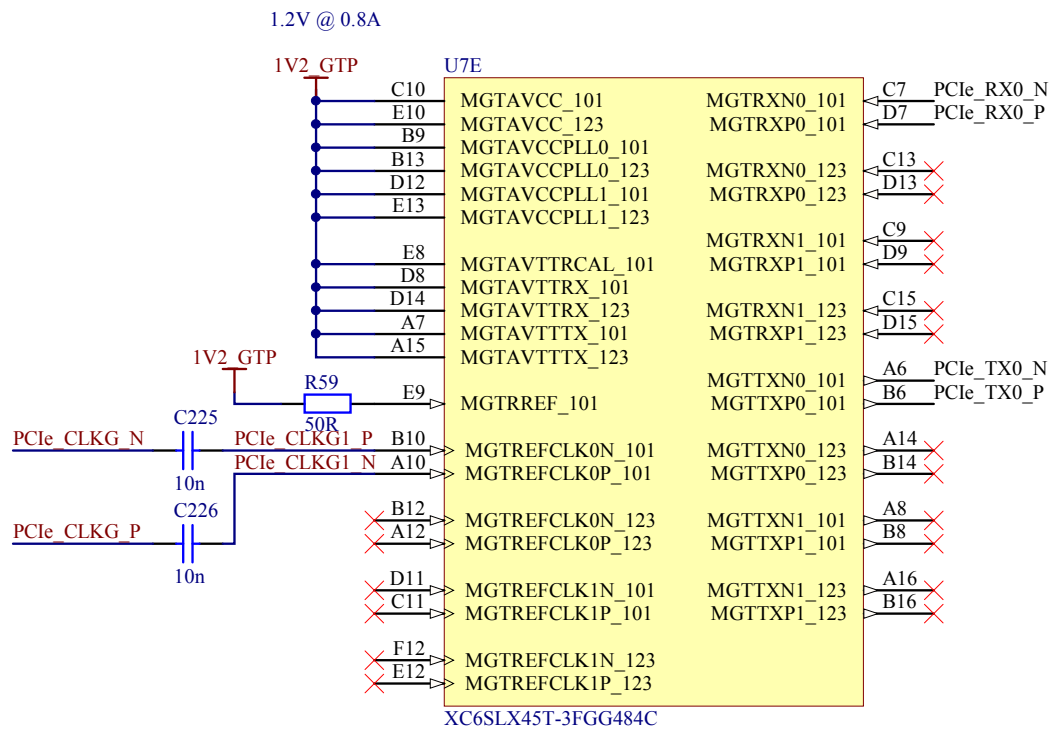 1.2V @ 0.8A
1V2_GTP
U7E
C10 MGTAVCC_101
E10 MGTAVCC_123
B9 MGTAVCCPLL0_101
B13 MGTAVCCPLL0_123
D12 MGTAVCCPLL1_101
E13 MGTAVCCPLL1_123
E8 MGTAVTTRCAL_101
D8 MGTAVTTRX_101
D14 MGTAVTTRX_123
A7 MGTAVTTTX_101
A15 MGTAVTTTX_123
1V2_GTP
R59
50R
E9 MGTRREF_101
C225
10n
PCIe_CLKG_N
PCIe_CLKG1_P
B10 MGTREFCLK0N_101
PCIe_CLKG1_N
A10 MGTREFCLK0P_101
C226
10n
PCIe_CLKG_P
B12 MGTREFCLK0N_123
A12 MGTREFCLK0P_123
D11 MGTREFCLK1N_101
C11 MGTREFCLK1P_101
F12 MGTREFCLK1N_123
E12 MGTREFCLK1P_123
MGTRXN0_101 C7 PCIe_RX0_N
MGTRXP0_101 D7 PCIe_RX0_P
MGTRXN0_123 C13
MGTRXP0_123 D13
MGTRXN1_101 C9
MGTRXP1_101 D9
MGTRXN1_123 C15
MGTRXP1_123 D15
MGTTXN0_101 A6 PCIe_TX0_N
MGTTXP0_101 B6 PCIe_TX0_P
MGTTXN0_123 A14
MGTTXP0_123 B14
MGTTXN1_101 A8
MGTTXP1_101 B8
MGTTXN1_123 A16
MGTTXP1_123 B16
XC6SLX45T-3FGG484C